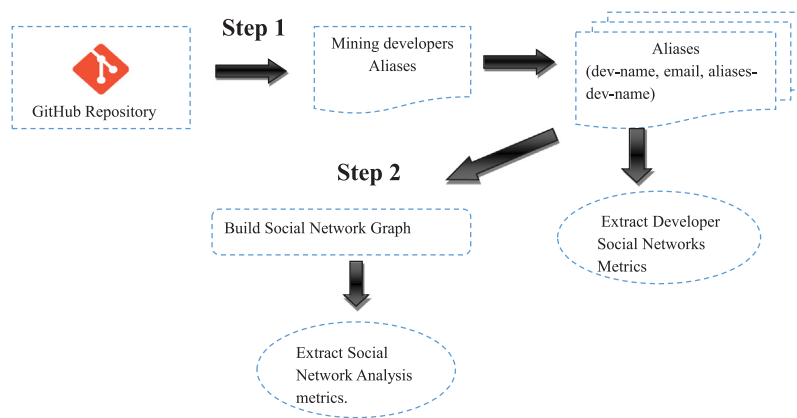 Step 1
GitHub Repository
Mining developers
Aliases
Aliases
(dev-name, email, aliases-
dev-name)
Step 2
Build Social Network Graph
Extract Developer
Social Networks
Metrics
Extract Social
Network Analysis
metrics.